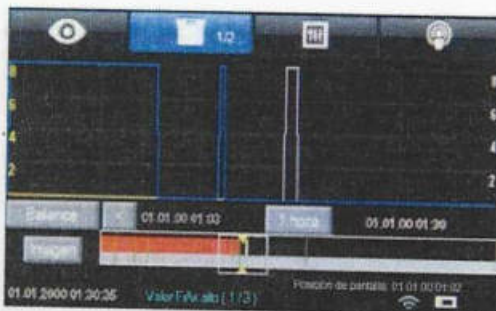 1/2
8 8
6 6
4 4
2 2
Balance < 01.01.00 01:03 1 hora 01.01.00 01:39
Imagen
Posición de pantalla: 01.01.00 01:02
01.01.2000 01:30:35 Valor FiAx alto ( 1 / 3 )